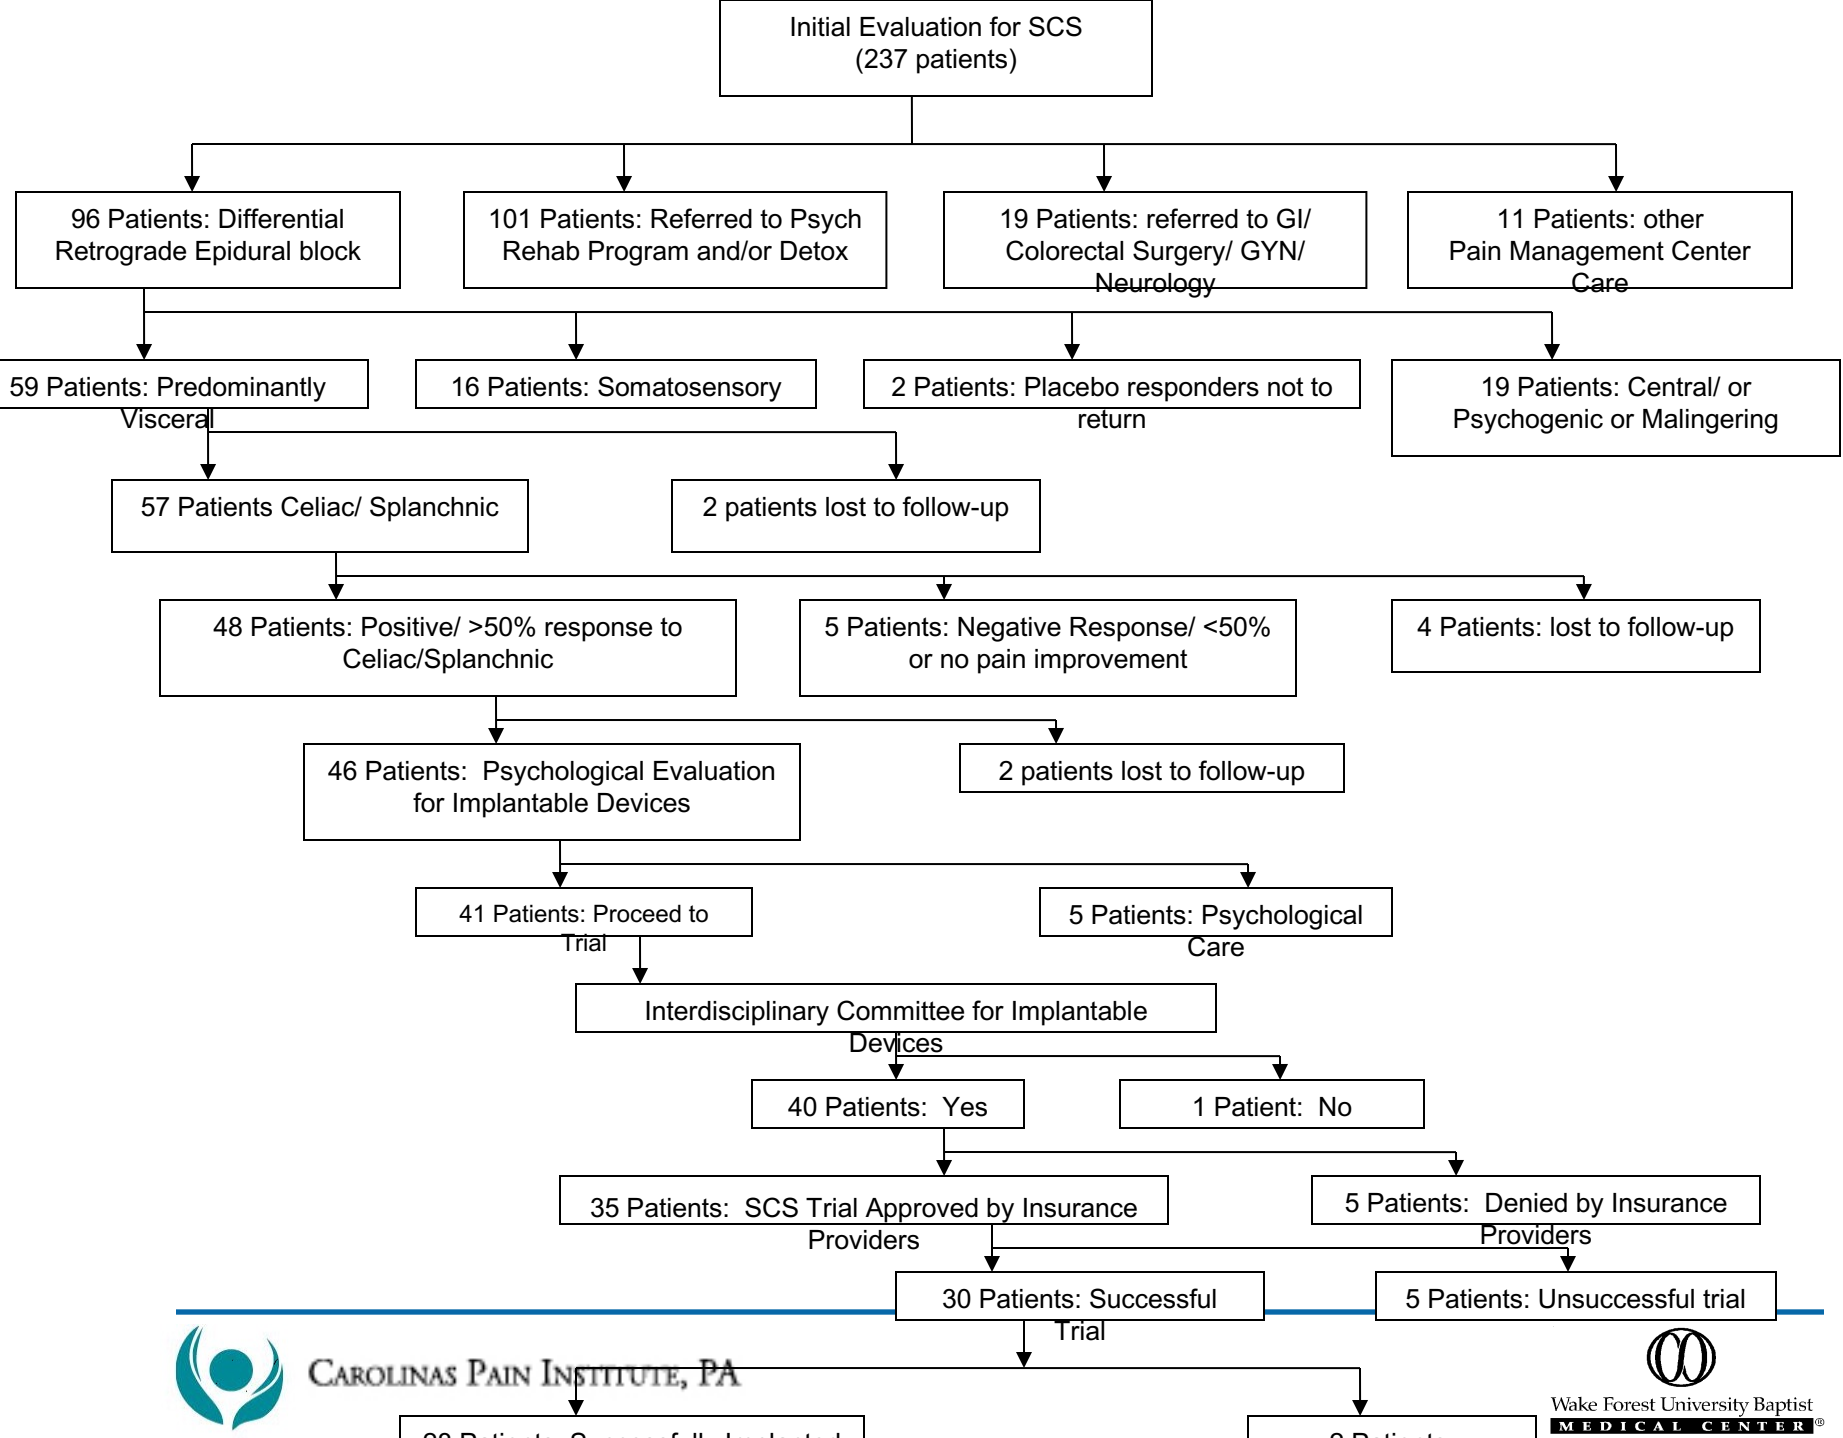 Initial Evaluation for SCS
(237 patients)
96 Patients: Differential
Retrograde Epidural block
101 Patients: Referred to Psych
Rehab Program and/or Detox
19 Patients: referred to GI/
Colorectal Surgery/ GYN/
Neurology
11 Patients: other
Pain Management Center
Care
59 Patients: Predominantly
Visceral
16 Patients: Somatosensory
2 Patients: Placebo responders not to
return
19 Patients: Central/ or
Psychogenic or Malingering
57 Patients Celiac/ Splanchnic
2 patients lost to follow-up
48 Patients: Positive/ >50% response to
Celiac/Splanchnic
5 Patients: Negative Response/ <50%
or no pain improvement
4 Patients: lost to follow-up
46 Patients:  Psychological Evaluation
for Implantable Devices
2 patients lost to follow-up
41 Patients: Proceed to
Trial
5 Patients: Psychological
Care
Interdisciplinary Committee for Implantable
Devices
40 Patients:  Yes
1 Patient:  No
35 Patients:  SCS Trial Approved by Insurance
Providers
5 Patients:  Denied by Insurance
Providers
30 Patients: Successful
Trial
5 Patients: Unsuccessful trial
CAROLINAS PAIN INSTITUTE, PA
Wake Forest University Baptist
MEDICAL CENTER®
Patients: Successfully Implanted
Patients